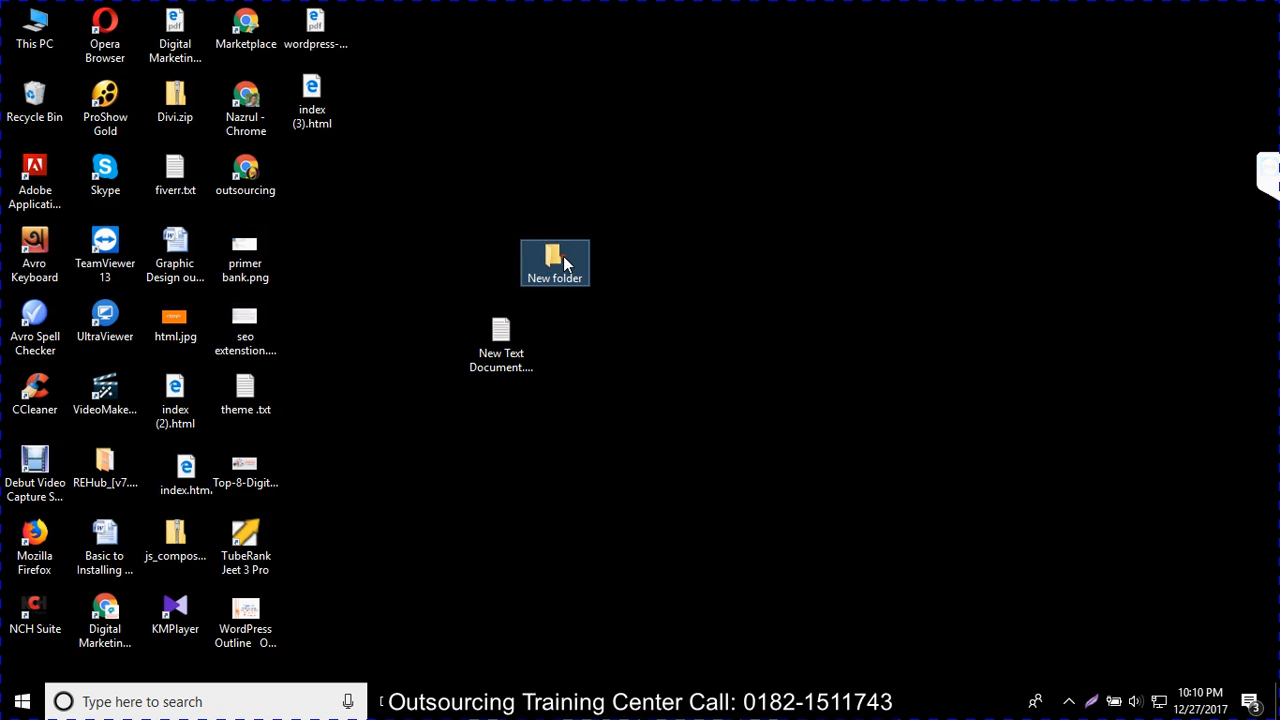 This PC
Opera
Browser
Digital
Marketin...
Marketplace
wordpress-...
Recycle Bin
ProShow
Gold
Divi.zip
Nazrul -
Chrome
index
(3).html
Adobe
Applicati...
Skype
fiverr.txt
outsourcing
Avro
Keyboard
TeamViewer
13
Graphic
Design ou...
primer
bank.png
New folder
Avro Spell
Checker
UltraViewer
html.jpg
seo
extenstion....
New Text
Document....
CCleaner
VideoMake...
index
(2).html
theme .txt
Debut Video
Capture S...
REHub_[v7....
index.htm
Top-8-Digit...
Mozilla
Firefox
Basic to
Installing ...
js_compos...
TubeRank
Jeet 3 Pro
NCH Suite
Digital
Marketin...
KMPlayer
WordPress
Outline O...
Type here to search
Outsourcing Training Center Call: 0182-1511743
10:10 PM
12/27/2017
3